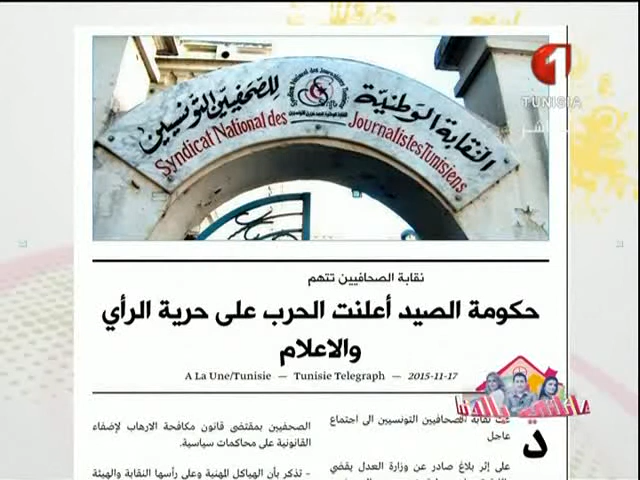 النقابة الوطنية للصحفيين التونسيين
Syndicat National des Journalistes Tunisiens
TUNISIA
مباشر
نقابة الصحافيين تتهم
حكومة الصيد أعلنت الحرب على حرية الرأي
والاعلام
A La Une/Tunisie — Tunisie Telegraph — 2015-11-17
عائلتي بالدنيا
نقابة الصحافيين التونسيين الى اجتماع
عاجل
على إثر بلاغ صادر عن وزارة العدل يقضي
الصحفيين بمقتضى قانون مكافحة الارهاب لإضفاء
القانونية على محاكمات سياسية.
– تذكر بأن الهياكل المهنية وعلى رأسها النقابة والهيئة